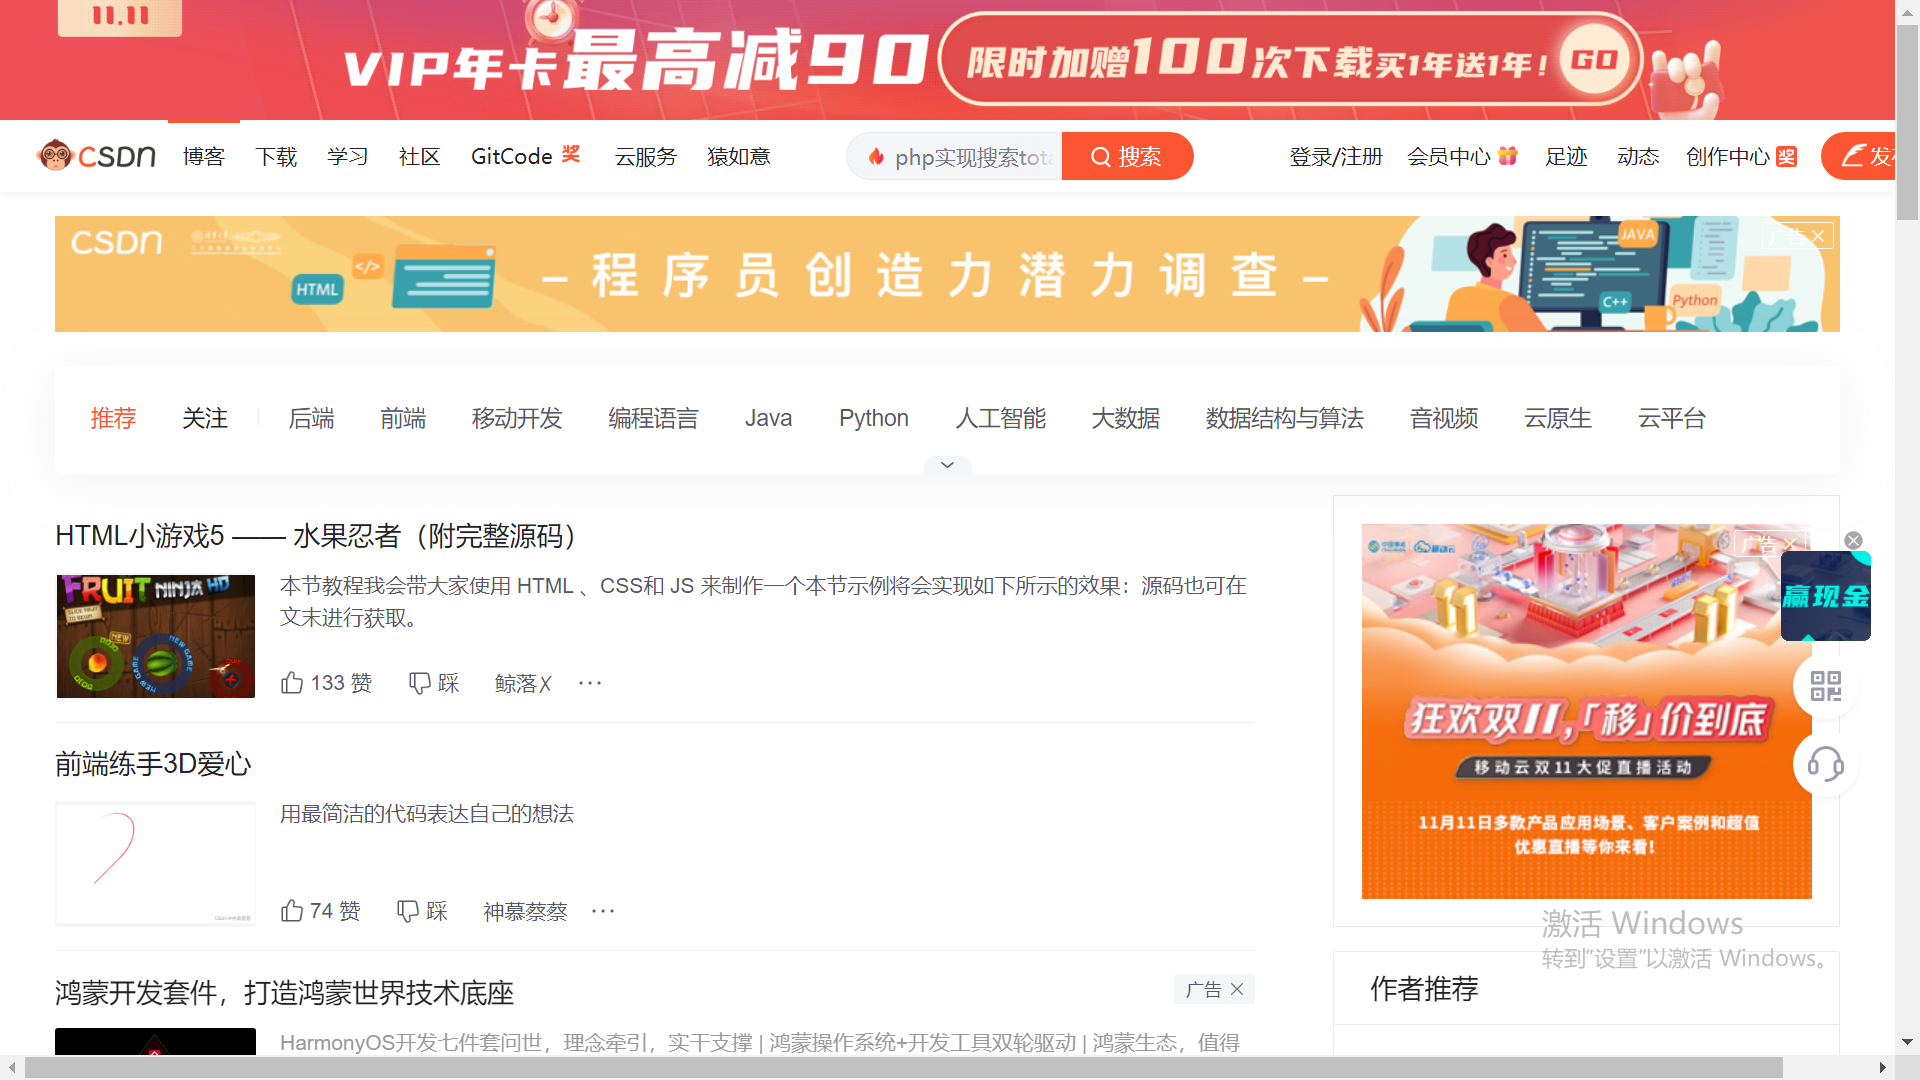 11.11
VIP年卡最高减90
限时加赠100次下载买1年送1年！
GO
CSDN
博客
下载
学习
社区
GitCode
奖
云服务
猿如意
php实现搜索tota
搜索
登录/注册
会员中心
足迹
动态
创作中心
奖
发布
CSDN
HTML
</>
– 程序员创造力潜力调查 –
JAVA
C++
Python
广告
推荐
关注
后端
前端
移动开发
编程语言
Java
Python
人工智能
大数据
数据结构与算法
音视频
云原生
云平台
HTML小游戏5 —— 水果忍者（附完整源码）
FRUIT NINJA HD
NEW
DOJO
NEW GAME
本节教程我会带大家使用 HTML 、CSS和 JS 来制作一个本节示例将会实现如下所示的效果：源码也可在
文末进行获取。
133 赞
踩
鲸落╳
···
前端练手3D爱心
用最简洁的代码表达自己的想法
74 赞
踩
神慕蔡蔡
···
鸿蒙开发套件，打造鸿蒙世界技术底座
广告
HarmonyOS开发七件套问世，理念牵引，实干支撑 | 鸿蒙操作系统+开发工具双轮驱动 | 鸿蒙生态，值得
中国移动
移动云
广告
11
11
狂欢双11，「移」价到底
移动云双11大促直播活动
11月11日多款产品应用场景、客户案例和超值
优惠直播等你来看！
赢现金
激活 Windows
转到“设置”以激活 Windows。
作者推荐